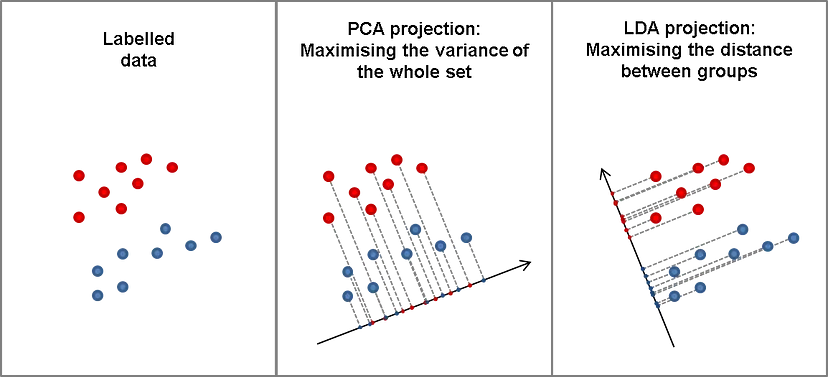 Labelled
data
PCA projection:
Maximising the variance of
the whole set
LDA projection:
Maximising the distance
between groups